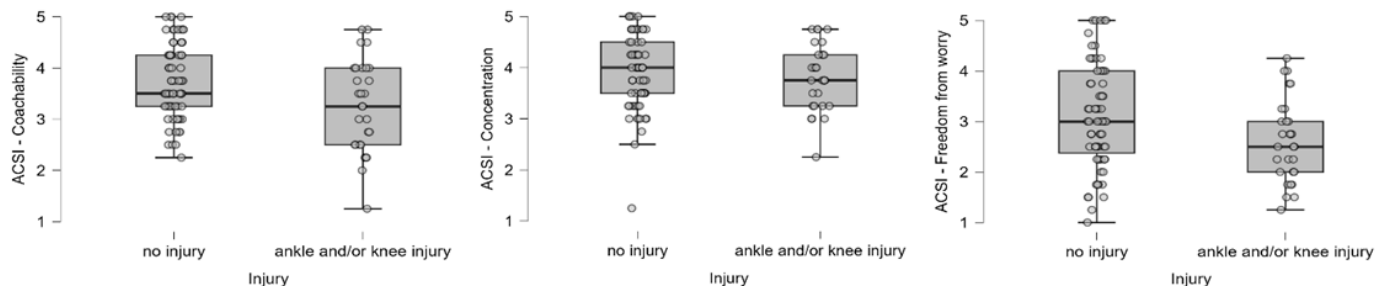 ACSI - Coachability
5
4
3
2
1
no injury
ankle and/or knee injury
Injury
ACSI - Concentration
5
4
3
2
1
no injury
ankle and/or knee injury
Injury
ACSI - Freedom from worry
5
4
3
2
1
no injury
ankle and/or knee injury
Injury